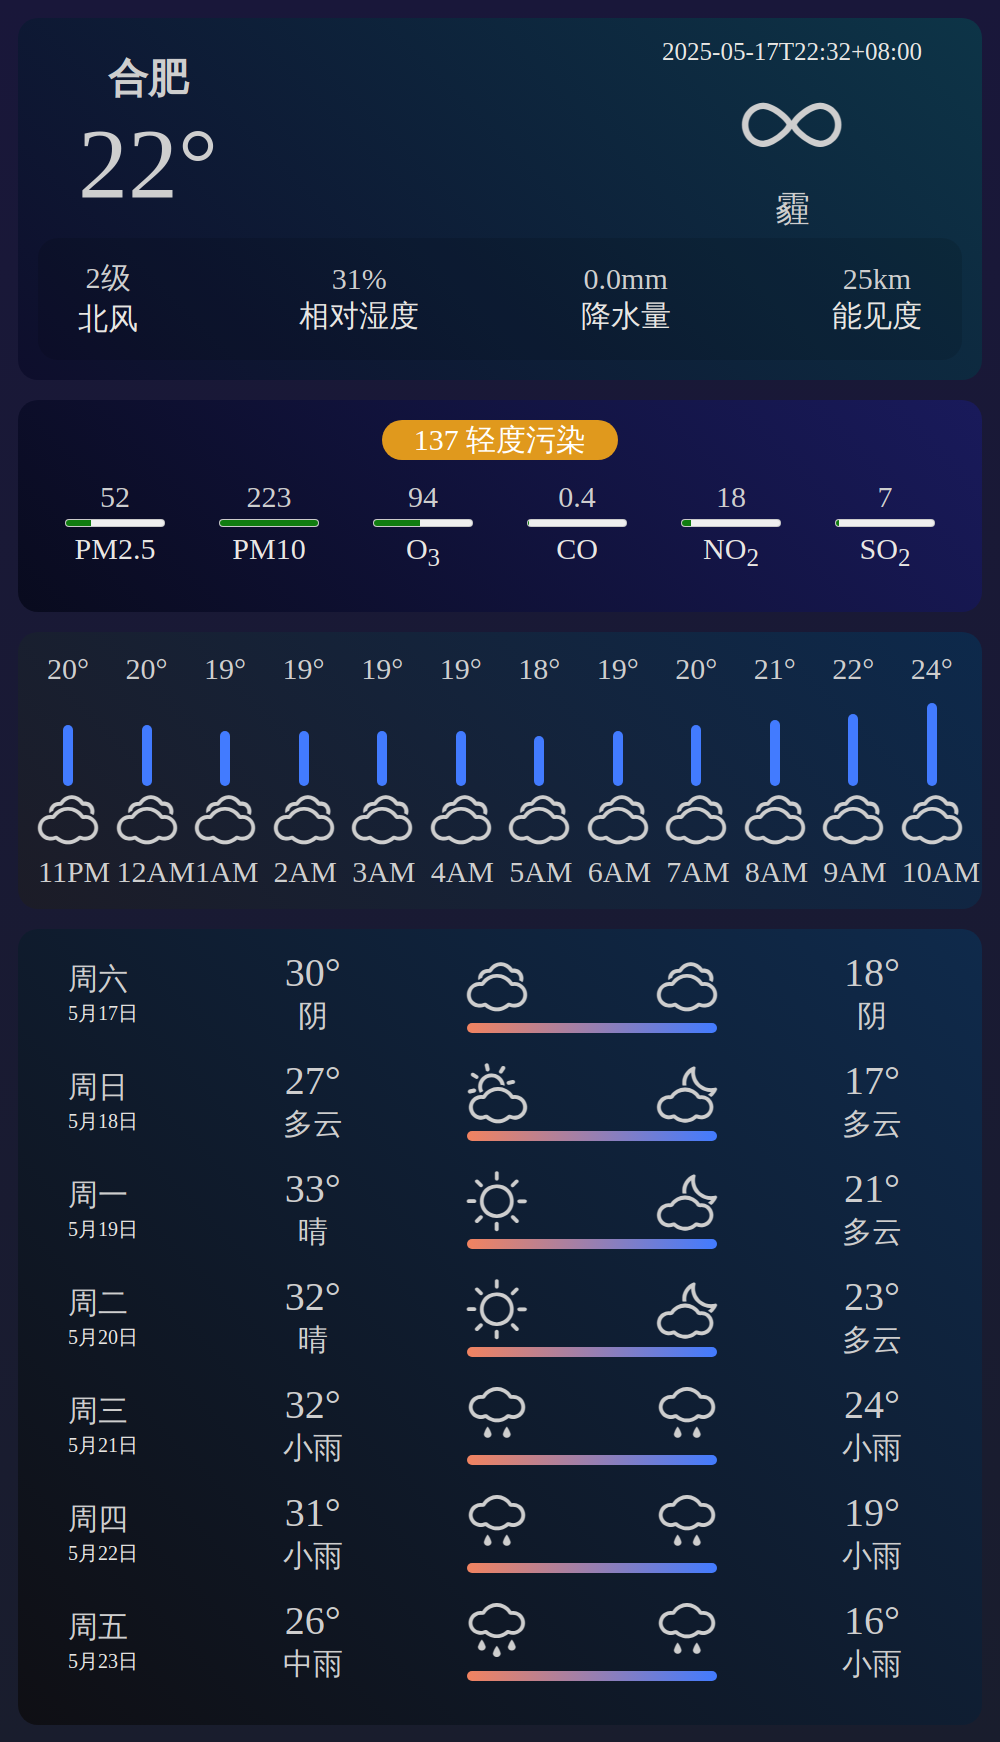 合肥
22°
2025-05-17T22:32+08:00
霾
2级 31% 0.0mm 25km
北风 相对湿度 降水量 能见度
137 轻度污染
52 223 94 0.4 18 7
PM2.5 PM10 O3 CO NO2 SO2
20° 20° 19° 19° 19° 19° 18° 19° 20° 21° 22° 24°
11PM 12AM 1AM 2AM 3AM 4AM 5AM 6AM 7AM 8AM 9AM 10AM
周六 30° 18°
5月17日 阴 阴
周日 27° 17°
5月18日 多云 多云
周一 33° 21°
5月19日 晴 多云
周二 32° 23°
5月20日 晴 多云
周三 32° 24°
5月21日 小雨 小雨
周四 31° 19°
5月22日 小雨 小雨
周五 26° 16°
5月23日 中雨 小雨